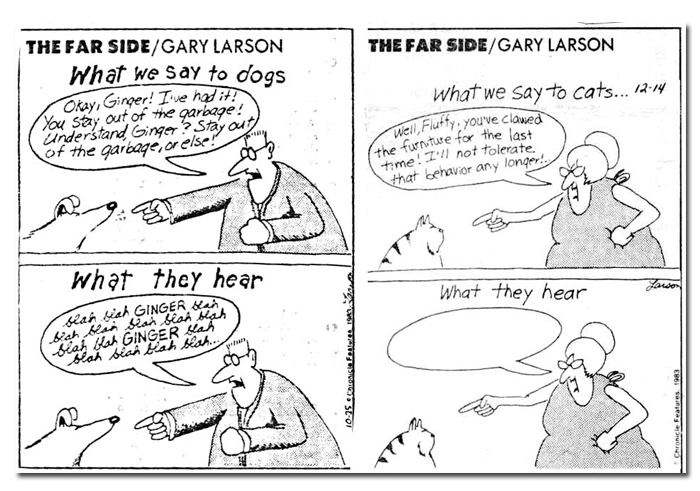 THE FAR SIDE/GARY LARSON
What we say to dogs
Okay, Ginger! I've had it!
You stay out of the garbage!
Understand, Ginger? Stay out
of the garbage, or else!
What they hear
blah blah GINGER blah
blah blah blah blah blah
blah blah GINGER blah
blah blah blah blah...
10-25 © Chronicle Features, 1983 Larson
THE FAR SIDE/GARY LARSON
What we say to cats... 12-14
Well, Fluffy, you've clawed
the furniture for the last
time! I'll not tolerate
that behavior any longer!..
What they hear
Larson
Chronicle Features, 1983